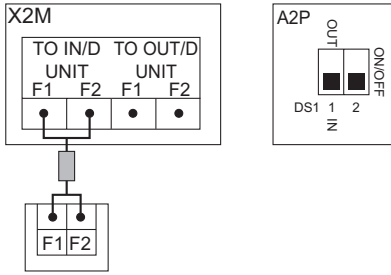 X2M
TO IN/D TO OUT/D
UNIT UNIT
F1 F2 F1 F2
F1 F2
A2P
OUT
ON/OFF
DS1 1 2
IN